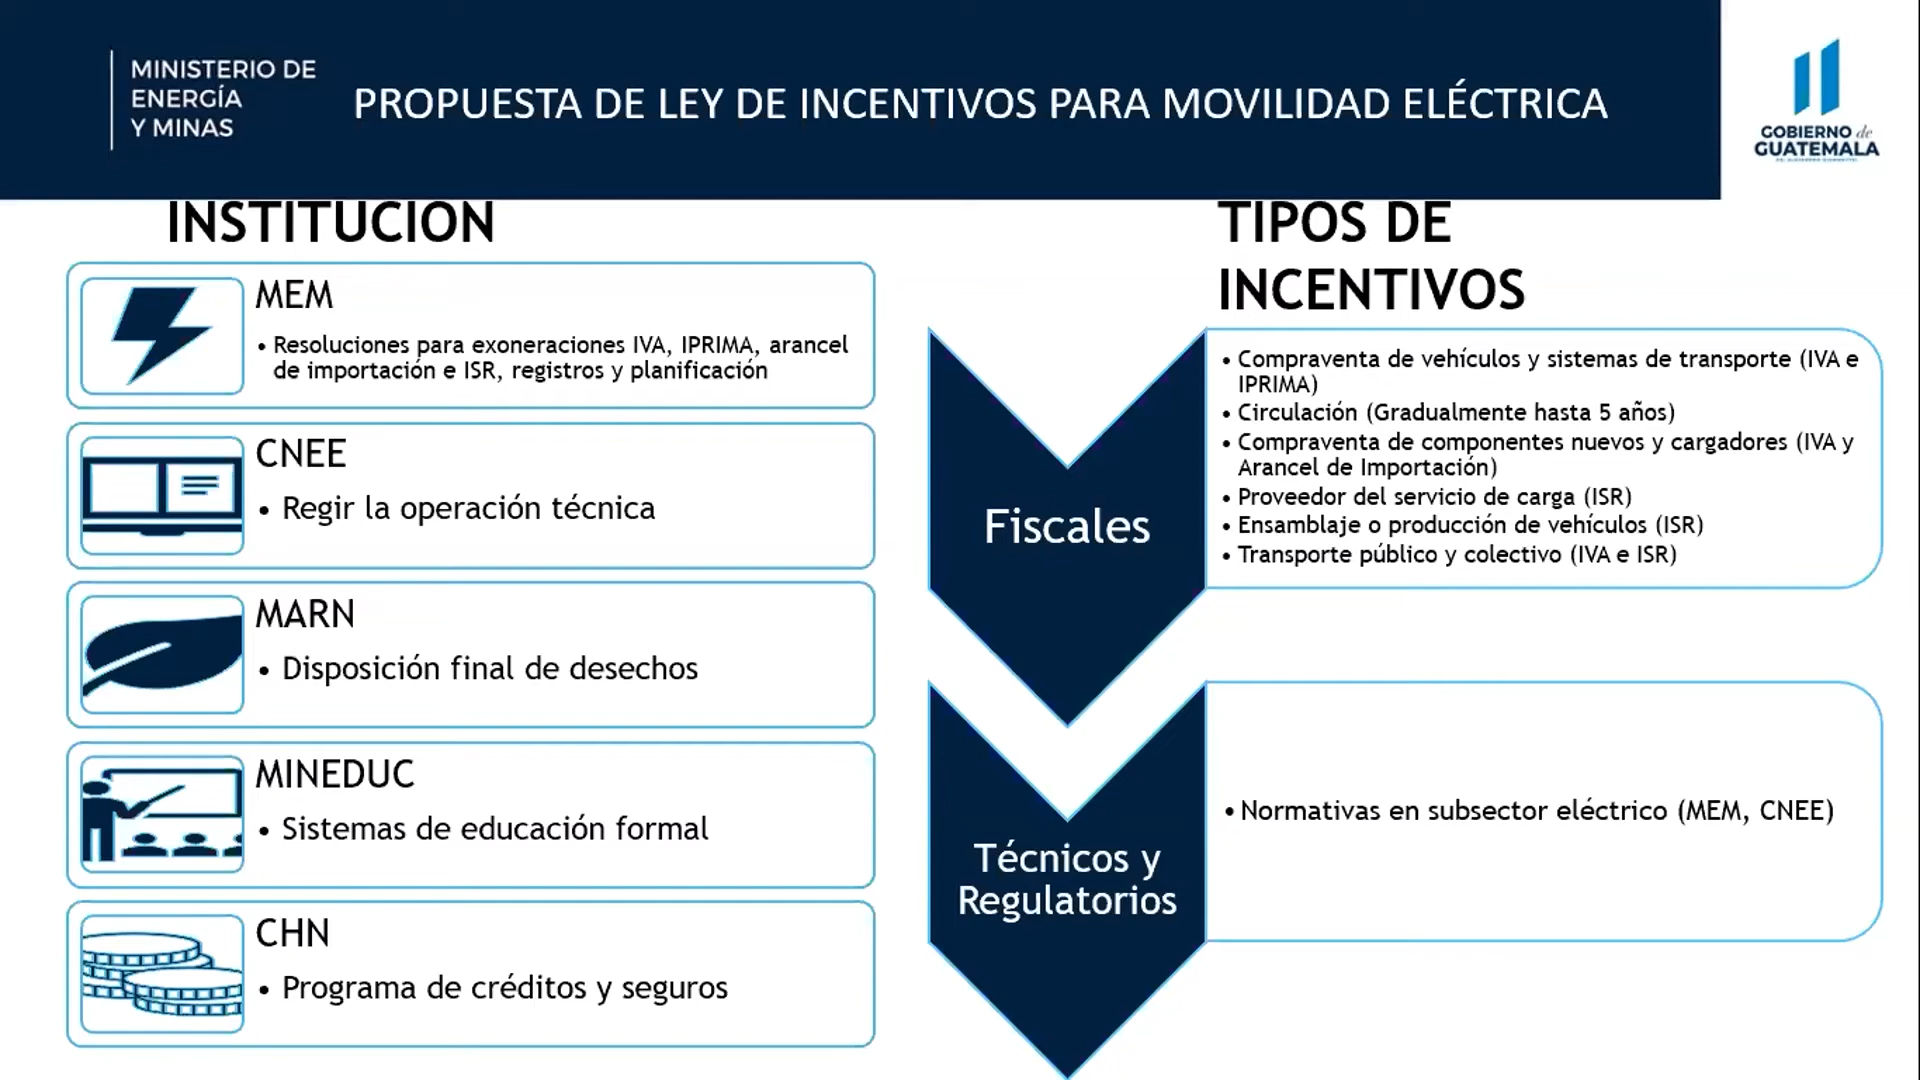 MINISTERIO DE
ENERGÍA
Y MINAS
PROPUESTA DE LEY DE INCENTIVOS PARA MOVILIDAD ELÉCTRICA
GOBIERNO de
GUATEMALA
INSTITUCION
MEM
• Resoluciones para exoneraciones IVA, IPRIMA, arancel
de importación e ISR, registros y planificación
CNEE
• Regir la operación técnica
MARN
• Disposición final de desechos
MINEDUC
• Sistemas de educación formal
CHN
• Programa de créditos y seguros
TIPOS DE
INCENTIVOS
Fiscales
• Compraventa de vehículos y sistemas de transporte (IVA e
IPRIMA)
• Circulación (Gradualmente hasta 5 años)
• Compraventa de componentes nuevos y cargadores (IVA y
Arancel de Importación)
• Proveedor del servicio de carga (ISR)
• Ensamblaje o producción de vehículos (ISR)
• Transporte público y colectivo (IVA e ISR)
Técnicos y
Regulatorios
• Normativas en subsector eléctrico (MEM, CNEE)